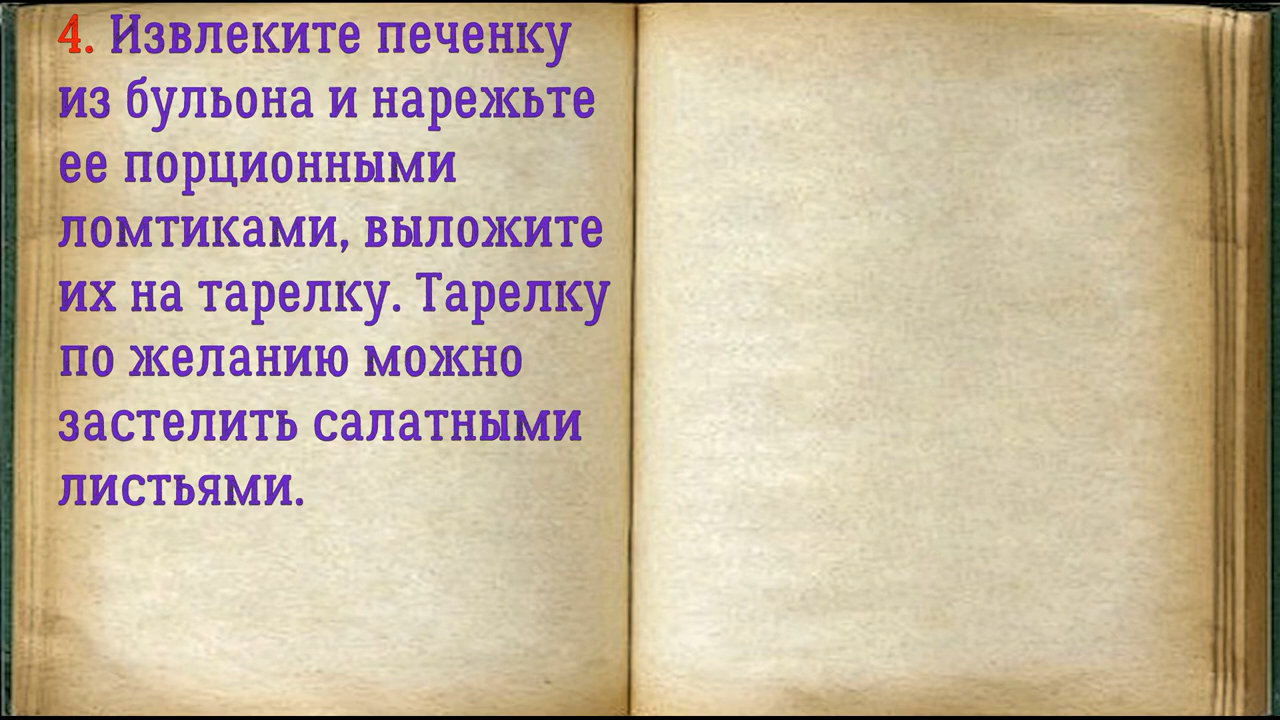 4. Извлеките печенку
из бульона и нарежьте
ее порционными
ломтиками, выложите
их на тарелку. Тарелку
по желанию можно
застелить салатными
листьями.